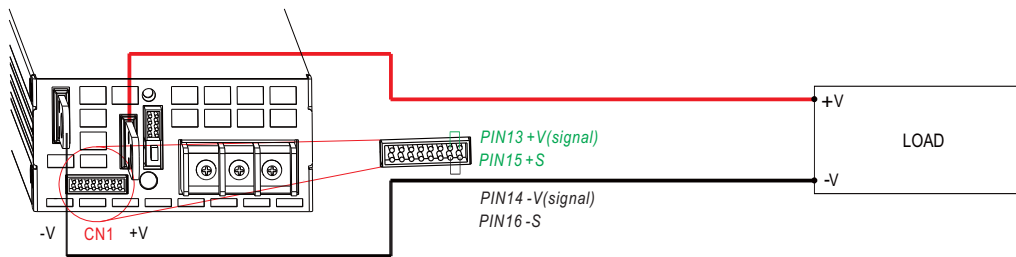 +V
LOAD
PIN13 +V(signal)
PIN15 +S
-V
PIN14 -V(signal)
PIN16 -S
-V CN1 +V